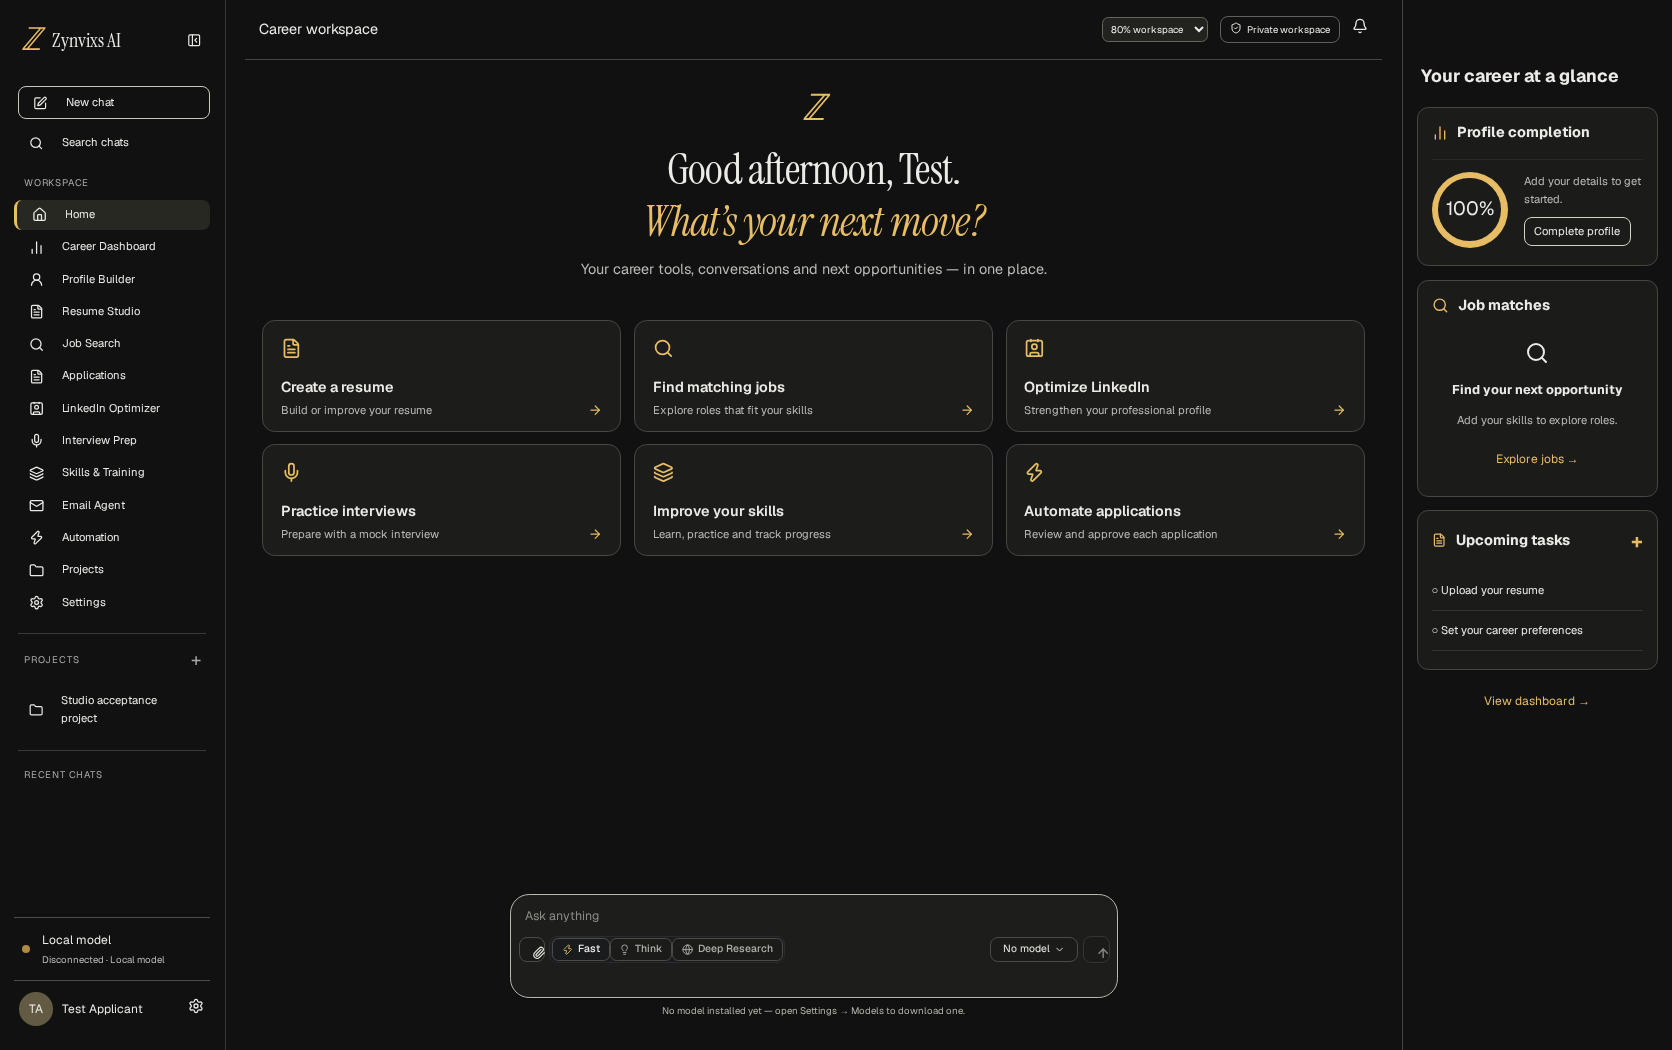 Zynvixs AI
New chat
Search chats
WORKSPACE
Home
Career Dashboard
Profile Builder
Resume Studio
Job Search
Applications
LinkedIn Optimizer
Interview Prep
Skills & Training
Email Agent
Automation
Projects
Settings
PROJECTS
+
Studio acceptance
project
RECENT CHATS
Local model
Disconnected · Local model
TA
Test Applicant
Career workspace
80% workspace
Private workspace
Good afternoon, Test.
What's your next move?
Your career tools, conversations and next opportunities — in one place.
Create a resume
Build or improve your resume
→
Find matching jobs
Explore roles that fit your skills
→
Optimize LinkedIn
Strengthen your professional profile
→
Practice interviews
Prepare with a mock interview
→
Improve your skills
Learn, practice and track progress
→
Automate applications
Review and approve each application
→
Ask anything
Fast
Think
Deep Research
No model
No model installed yet — open Settings → Models to download one.
Your career at a glance
Profile completion
100%
Add your details to get
started.
Complete profile
Job matches
Find your next opportunity
Add your skills to explore roles.
Explore jobs →
Upcoming tasks
+
○ Upload your resume
○ Set your career preferences
View dashboard →